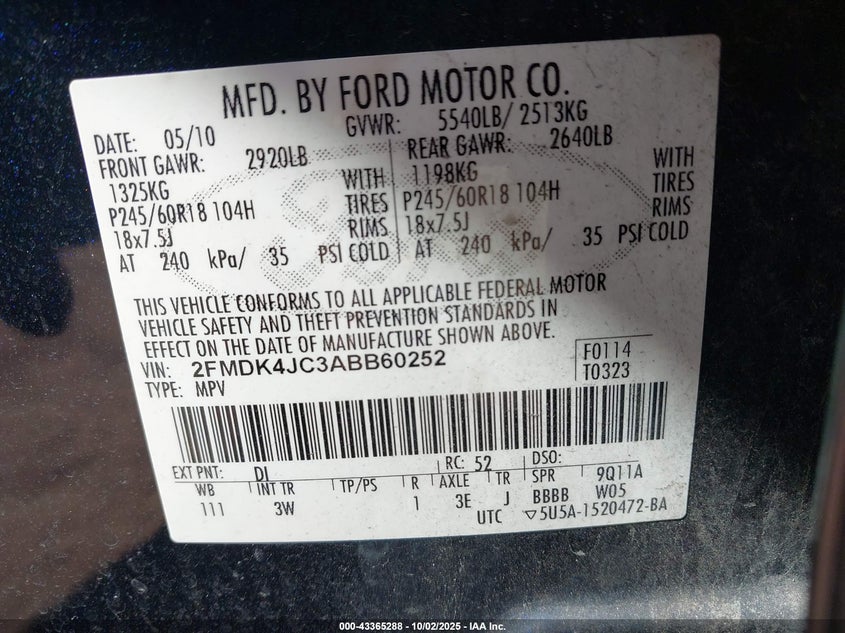 MFD. BY FORD MOTOR CO.
DATE: 05/10 GVWR: 5540LB/ 2513KG
FRONT GAWR: 2920LB REAR GAWR: 2640LB
1325KG WITH 1198KG WITH
P245/60R18 104H TIRES P245/60R18 104H TIRES
18x7.5J RIMS 18x7.5J RIMS
AT 240 kPa/ 35 PSI COLD AT 240 kPa/ 35 PSI COLD
THIS VEHICLE CONFORMS TO ALL APPLICABLE FEDERAL MOTOR
VEHICLE SAFETY AND THEFT PREVENTION STANDARDS IN
EFFECT ON THE DATE OF MANUFACTURE SHOWN ABOVE.
VIN: 2FMDK4JC3ABB60252 F0114
TYPE: MPV T0323
EXT PNT: DI RC: 52 DSO:
WB INT TR TP/PS R AXLE TR SPR 9Q11A
111 3W 1 3E J BBBB W05
UTC ▽5U5A-1520472-BA
000-43365288 - 10/02/2025 - IAA Inc.